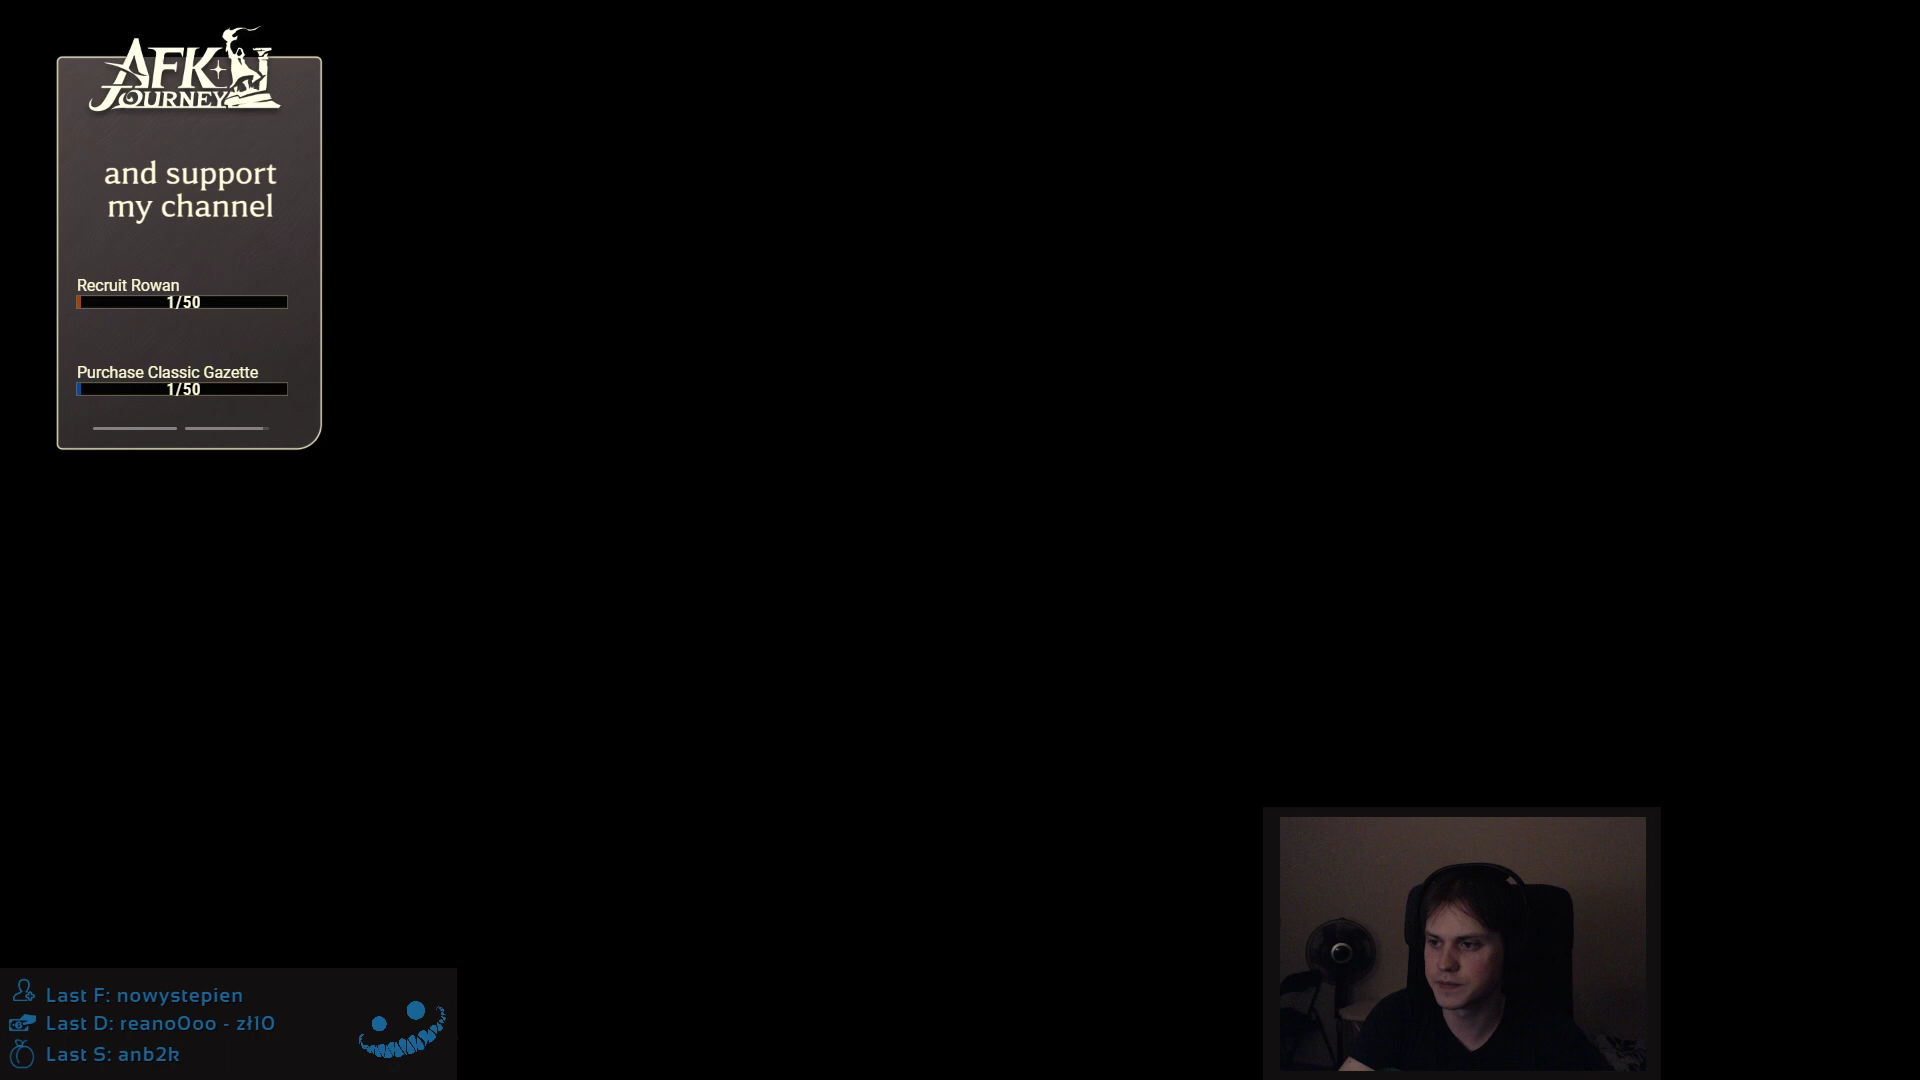 AFK
JOURNEY
and support
my channel
Recruit Rowan
1/50
Purchase Classic Gazette
1/50
Last F: nowystepien
Last D: reano0oo - zł10
Last S: anb2k